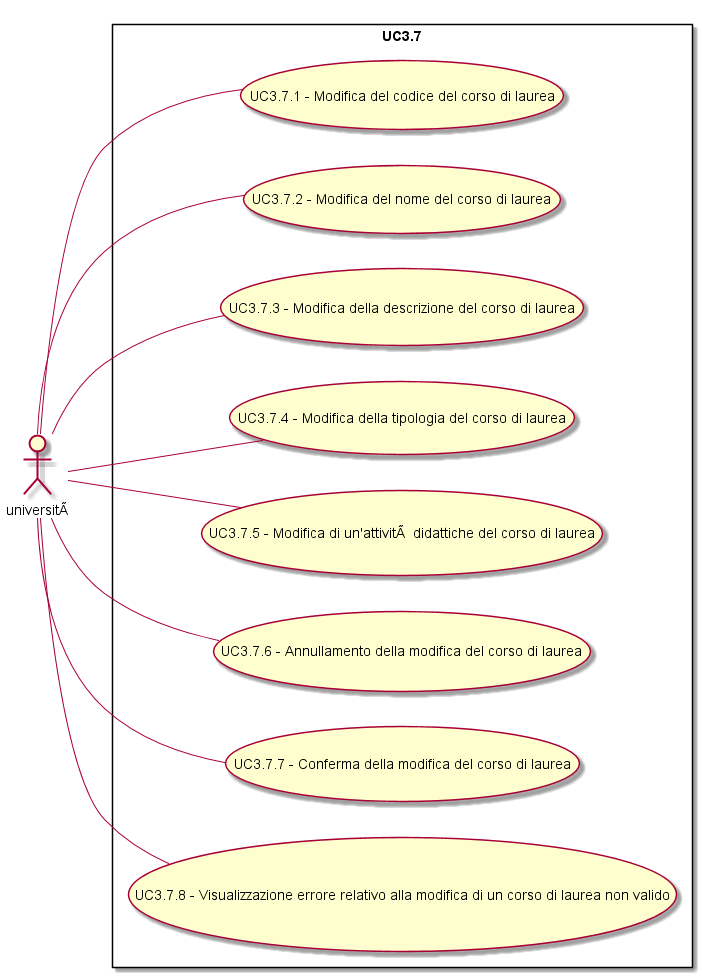 UC3.7
UC3.7.1 - Modifica del codice del corso di laurea
UC3.7.2 - Modifica del nome del corso di laurea
UC3.7.3 - Modifica della descrizione del corso di laurea
UC3.7.4 - Modifica della tipologia del corso di laurea
universitÃ
UC3.7.5 - Modifica di un'attivitÃ  didattiche del corso di laurea
UC3.7.6 - Annullamento della modifica del corso di laurea
UC3.7.7 - Conferma della modifica del corso di laurea
UC3.7.8 - Visualizzazione errore relativo alla modifica di un corso di laurea non valido